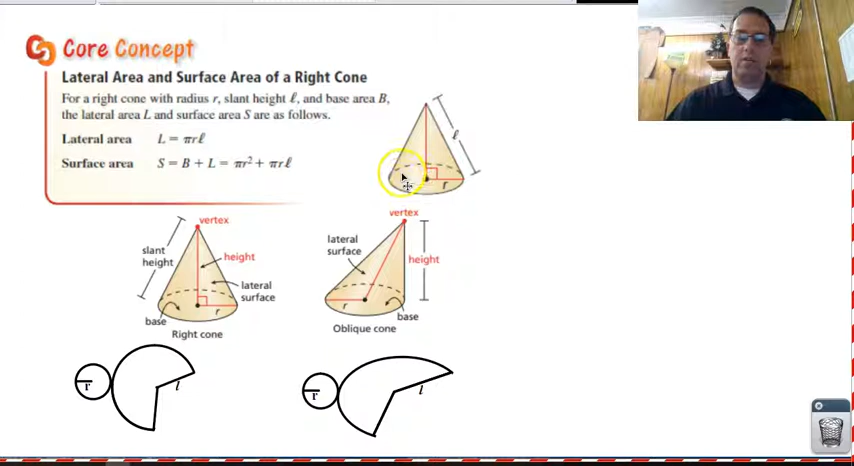 Core Concept
Lateral Area and Surface Area of a Right Cone
For a right cone with radius r, slant height ℓ, and base area B,
the lateral area L and surface area S are as follows.
Lateral area L = πrℓ
Surface area S = B + L = πr² + πrℓ
ℓ
r
vertex
slant
height
height
lateral
surface
base
r
Right cone
vertex
lateral
surface
height
r
base
Oblique cone
r
l
r
l